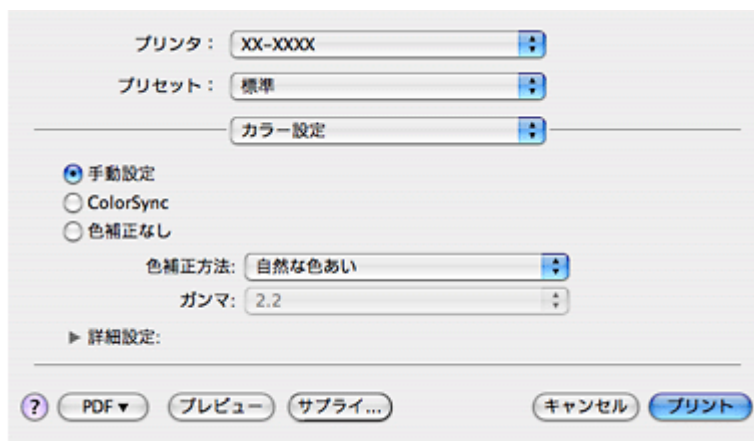 プリンタ： XX-XXXX
プリセット： 標準
カラー設定
手動設定
ColorSync
色補正なし
色補正方法: 自然な色あい
ガンマ: 2.2
詳細設定:
? PDF プレビュー サプライ... キャンセル プリント